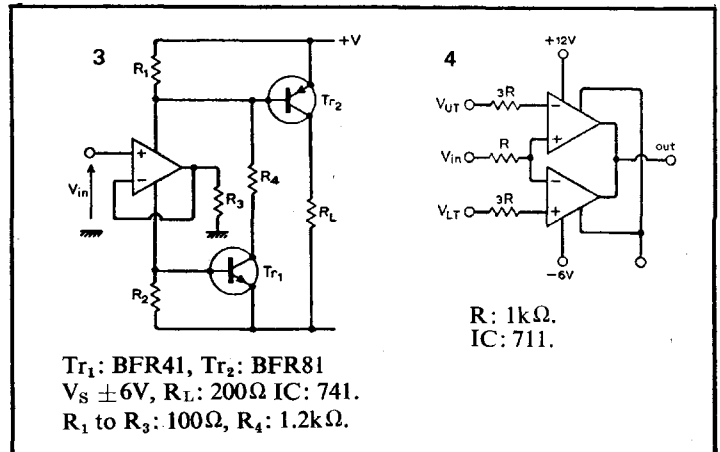 3
+V
R1
Tr2
+
−
Vin
R4
R3
RL
Tr1
R2
Tr1: BFR41, Tr2: BFR81
VS ±6V, RL: 200Ω IC: 741.
R1 to R3: 100Ω, R4: 1.2kΩ.
4
+12V
3R
VUT
−
+
R
Vin
out
−
+
3R
VLT
−6V
R: 1kΩ.
IC: 711.